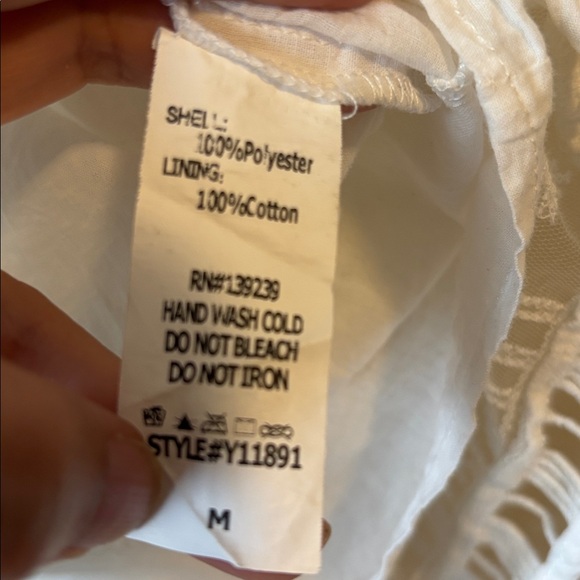 SHELL:
100%Polyester
LINING:
100%Cotton
RN#139239
HAND WASH COLD
DO NOT BLEACH
DO NOT IRON
STYLE#Y11891
M